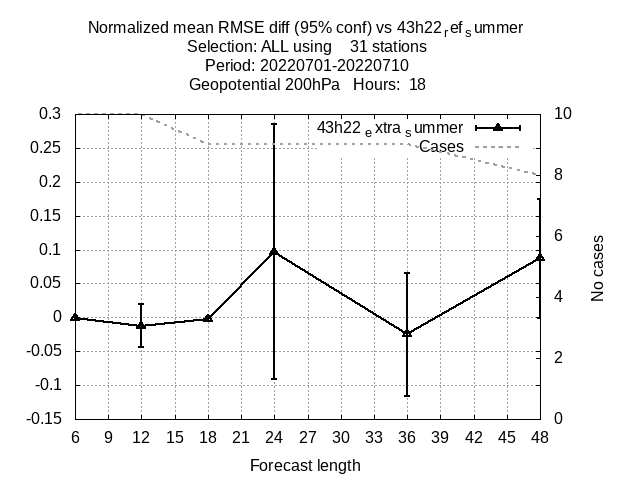 Normalized mean RMSE diff (95% conf) vs 43h22refsummer
Selection: ALL using    31 stations
Period: 20220701-20220710
Geopotential 200hPa   Hours:  18
43h22extrasummer
Cases
0.3
0.25
0.2
0.15
0.1
0.05
0
-0.05
-0.1
-0.15
10
8
6
4
2
0
No cases
6 9 12 15 18 21 24 27 30 33 36 39 42 45 48
Forecast length